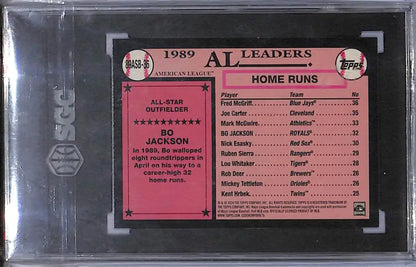 SGC
89ASB-36
1989
AL LEADERS
AMERICAN LEAGUE™
Topps
HOME RUNS
ALL-STAR
OUTFIELDER
BO
JACKSON
In 1989, Bo walloped
eight roundtrippers in
April on his way to a
career-high 32
home runs.
Player Team No
Fred McGriff Blue Jays® 36
Joe Carter Cleveland 35
Mark McGwire Athletics™ 33
BO JACKSON ROYALS 32
Nick Esasky Red Sox® 30
Ruben Sierra Rangers® 29
Lou Whitaker Tigers® 28
Rob Deer Brewers™ 26
Mickey Tettleton Orioles® 26
Kent Hrbek Twins® 25